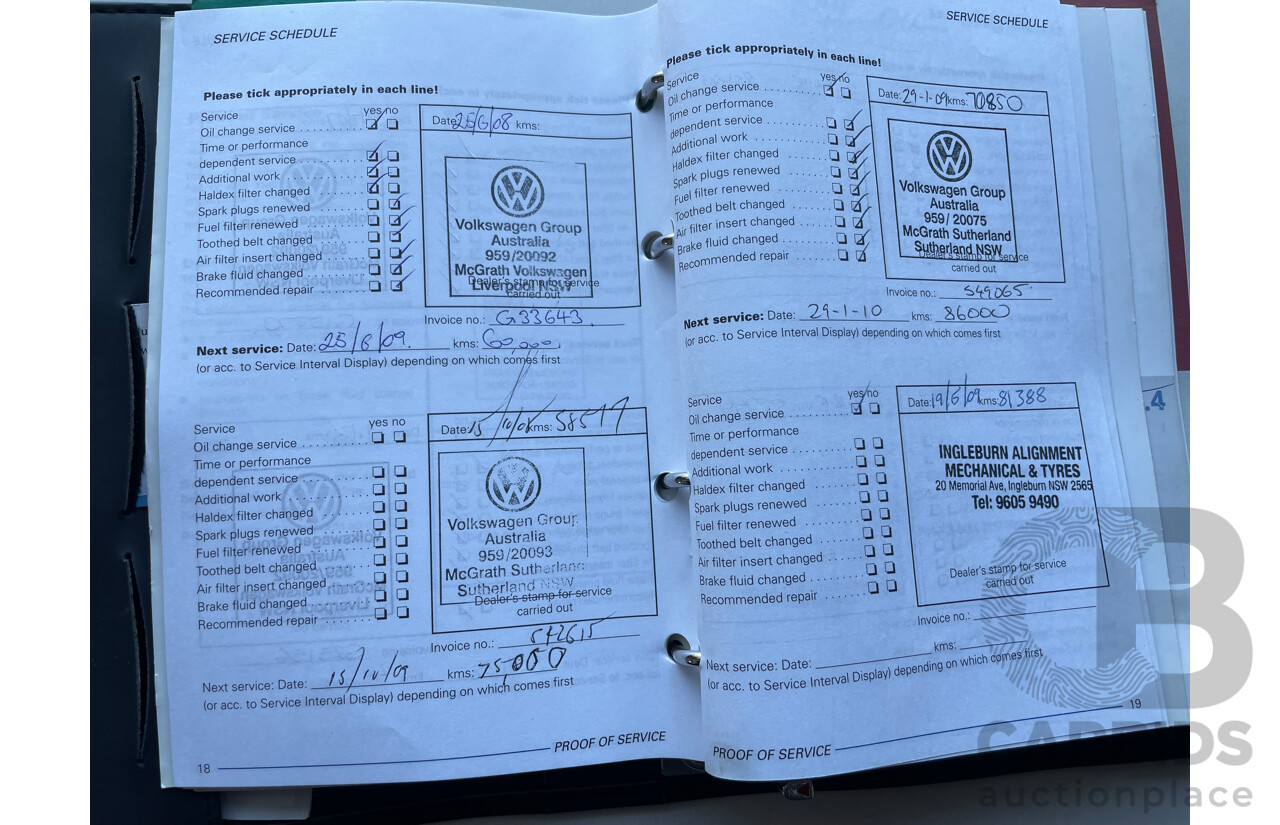 SERVICE SCHEDULE
Please tick appropriately in each line!
Service yes no
Oil change service
Time or performance
dependent service
Additional work
Haldex filter changed
Spark plugs renewed
Fuel filter renewed
Toothed belt changed
Air filter insert changed
Brake fluid changed
Recommended repair
Date: 25/6/08 kms:
Volkswagen Group
Australia
959/20092
McGrath Volkswagen
Liverpool NSW
Dealer's stamp for service
carried out
Invoice no.: G33643
Next service: Date: 25/6/09. kms: 60,000
(or acc. to Service Interval Display) depending on which comes first
Service yes no
Oil change service
Time or performance
dependent service
Additional work
Haldex filter changed
Spark plugs renewed
Fuel filter renewed
Toothed belt changed
Air filter insert changed
Brake fluid changed
Recommended repair
Date: 15/10/08 kms: 58577
Volkswagen Group
Australia
959/20093
McGrath Sutherland
Sutherland NSW
Dealer's stamp for service
carried out
Invoice no.:
Next service: Date: 15/10/09 kms: 75,000
(or acc. to Service Interval Display) depending on which comes first
PROOF OF SERVICE
18
SERVICE SCHEDULE
Please tick appropriately in each line!
Service yes no
Oil change service
Time or performance
dependent service
Additional work
Haldex filter changed
Spark plugs renewed
Fuel filter renewed
Toothed belt changed
Air filter insert changed
Brake fluid changed
Recommended repair
Date: 29-1-09 kms: 70850
Volkswagen Group
Australia
959/20075
McGrath Sutherland
Sutherland NSW
Dealer's stamp for service
carried out
Invoice no.: 549065
Next service: Date: 29-1-10 kms: 86000
(or acc. to Service Interval Display) depending on which comes first
Service yes no
Oil change service
Time or performance
dependent service
Additional work
Haldex filter changed
Spark plugs renewed
Fuel filter renewed
Toothed belt changed
Air filter insert changed
Brake fluid changed
Recommended repair
Date: 19/6/09 kms: 81388
INGLEBURN ALIGNMENT
MECHANICAL & TYRES
20 Memorial Ave, Ingleburn NSW 2565
Tel: 9605 9490
Dealer's stamp for service
carried out
Invoice no.:
Next service: Date: kms:
(or acc. to Service Interval Display) depending on which comes first
19
PROOF OF SERVICE
.4
auctionplace